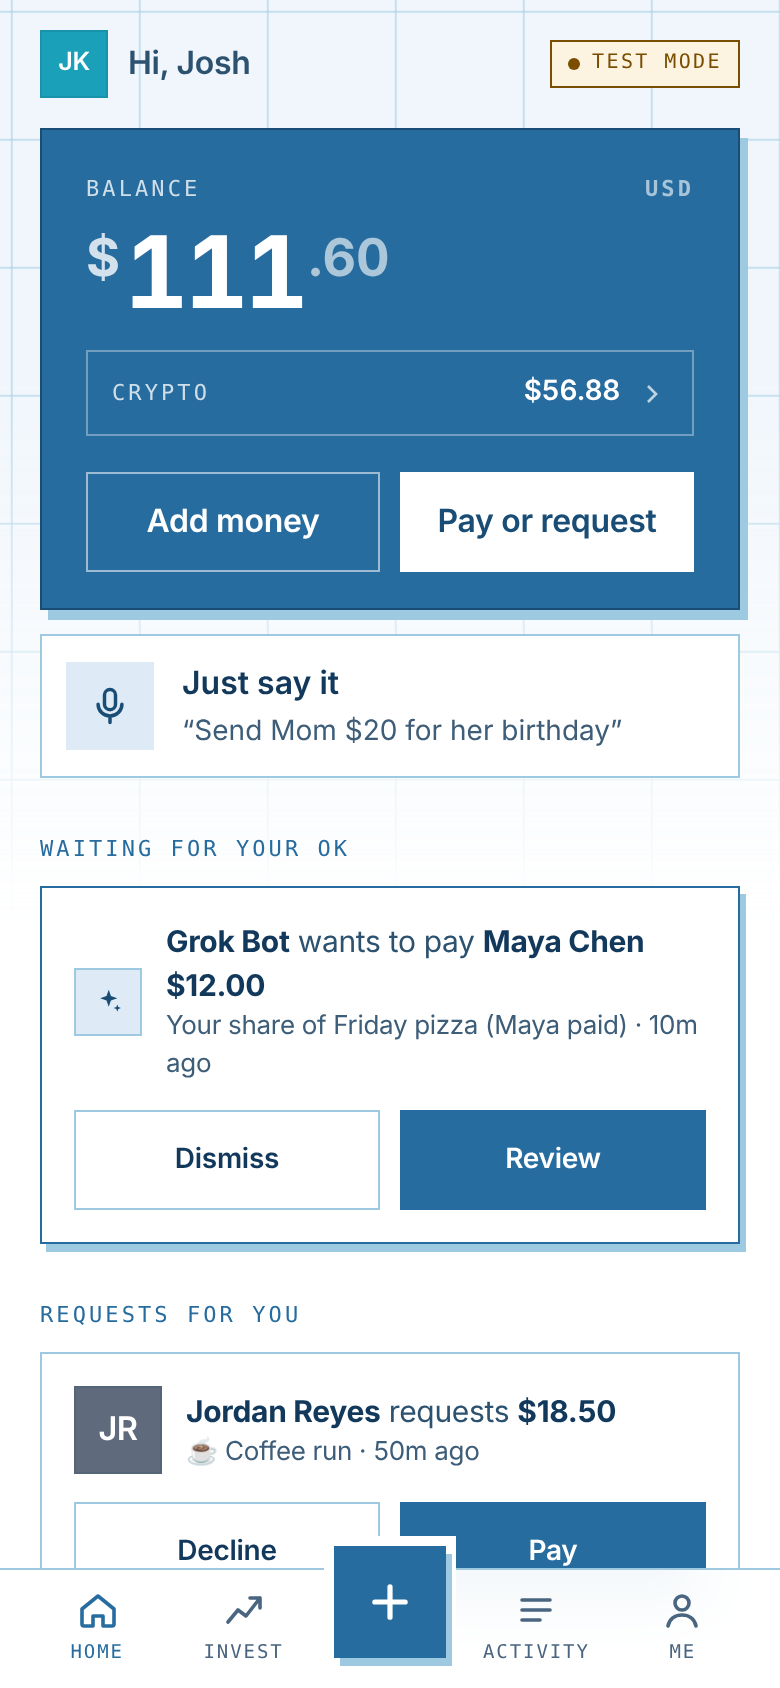 JK
Hi, Josh
TEST MODE
BALANCE
USD
$111.60
CRYPTO
$56.88
Add money
Pay or request
Just say it
“Send Mom $20 for her birthday”
WAITING FOR YOUR OK
Grok Bot wants to pay Maya Chen
$12.00
Your share of Friday pizza (Maya paid) · 10m
ago
Dismiss
Review
REQUESTS FOR YOU
JR
Jordan Reyes requests $18.50
☕ Coffee run · 50m ago
Decline
Pay
HOME
INVEST
ACTIVITY
ME